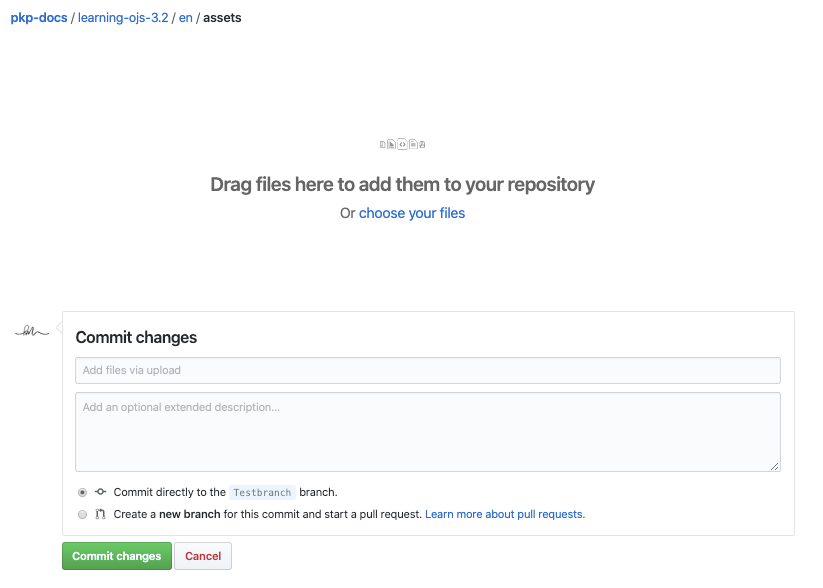 pkp-docs / learning-ojs-3.2 / en / assets
Drag files here to add them to your repository
Or choose your files
Commit changes
Add files via upload
Add an optional extended description...
Commit directly to the Testbranch branch.
Create a new branch for this commit and start a pull request. Learn more about pull requests.
Commit changes Cancel